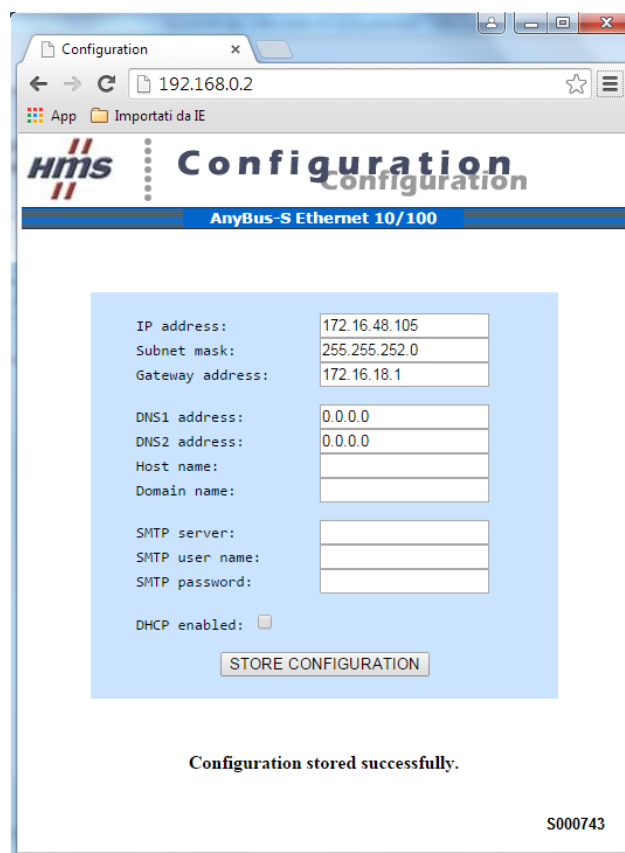 Configuration
192.168.0.2
App Importati da IE
HMS Configuration
Configuration
AnyBus-S Ethernet 10/100
IP address: 172.16.48.105
Subnet mask: 255.255.252.0
Gateway address: 172.16.18.1
DNS1 address: 0.0.0.0
DNS2 address: 0.0.0.0
Host name:
Domain name:
SMTP server:
SMTP user name:
SMTP password:
DHCP enabled:
STORE CONFIGURATION
Configuration stored successfully.
S000743